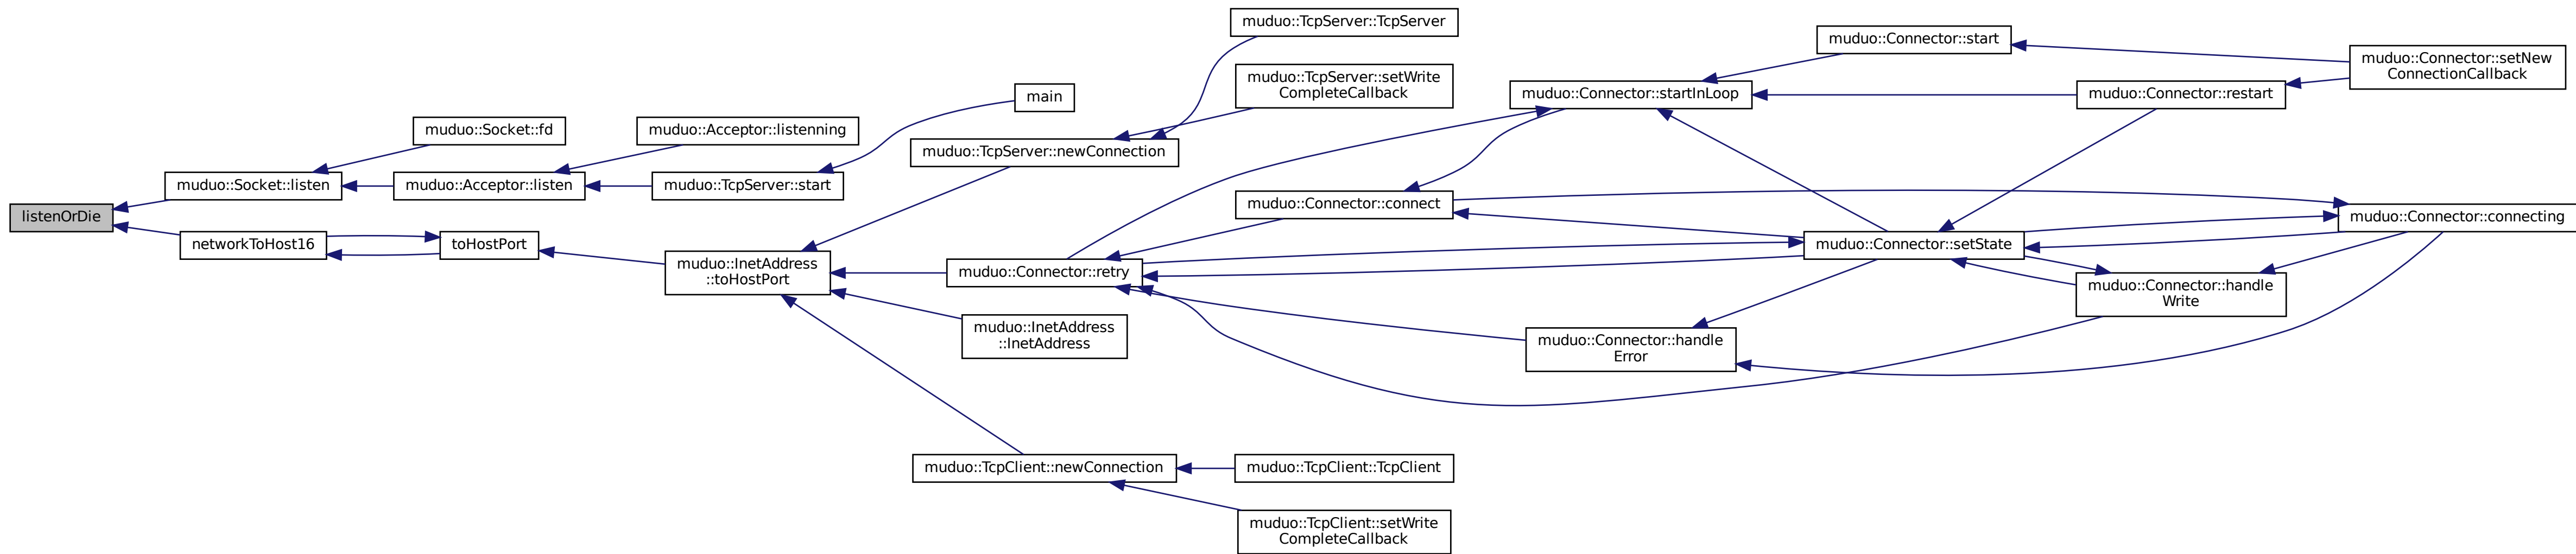 listenOrDie
muduo::Socket::listen
networkToHost16
muduo::Socket::fd
muduo::Acceptor::listen
toHostPort
muduo::Acceptor::listenning
muduo::TcpServer::start
muduo::InetAddress
::toHostPort
main
muduo::TcpServer::newConnection
muduo::Connector::retry
muduo::InetAddress
::InetAddress
muduo::TcpClient::newConnection
muduo::TcpServer::TcpServer
muduo::TcpServer::setWrite
CompleteCallback
muduo::Connector::connect
muduo::TcpClient::TcpClient
muduo::TcpClient::setWrite
CompleteCallback
muduo::Connector::startInLoop
muduo::Connector::handle
Error
muduo::Connector::start
muduo::Connector::setState
muduo::Connector::restart
muduo::Connector::handle
Write
muduo::Connector::setNew
ConnectionCallback
muduo::Connector::connecting